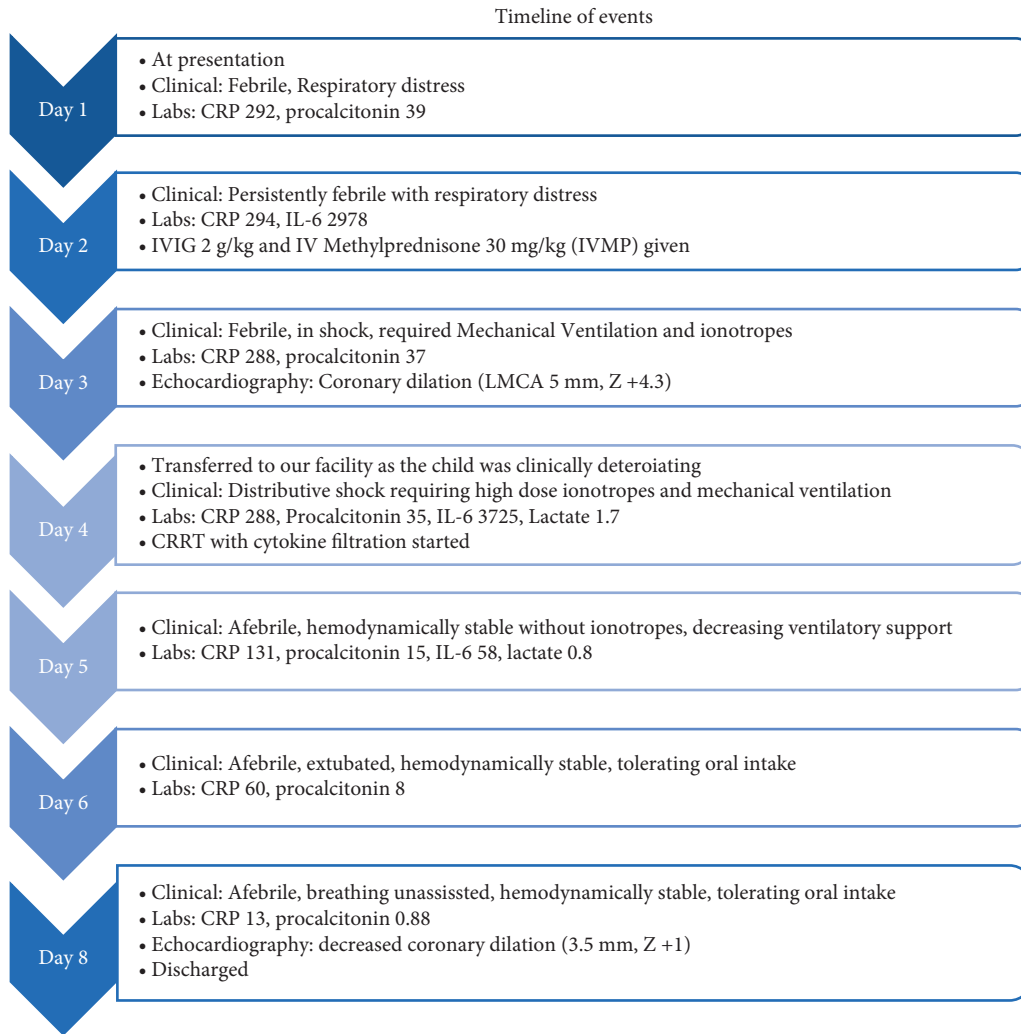 Timeline of events
Day 1
• At presentation
• Clinical: Febrile, Respiratory distress
• Labs: CRP 292, procalcitonin 39
Day 2
• Clinical: Persistently febrile with respiratory distress
• Labs: CRP 294, IL-6 2978
• IVIG 2 g/kg and IV Methylprednisone 30 mg/kg (IVMP) given
Day 3
• Clinical: Febrile, in shock, required Mechanical Ventilation and ionotropes
• Labs: CRP 288, procalcitonin 37
• Echocardiography: Coronary dilation (LMCA 5 mm, Z +4.3)
Day 4
• Transferred to our facility as the child was clinically deteroiating
• Clinical: Distributive shock requiring high dose ionotropes and mechanical ventilation
• Labs: CRP 288, Procalcitonin 35, IL-6 3725, Lactate 1.7
• CRRT with cytokine filtration started
Day 5
• Clinical: Afebrile, hemodynamically stable without ionotropes, decreasing ventilatory support
• Labs: CRP 131, procalcitonin 15, IL-6 58, lactate 0.8
Day 6
• Clinical: Afebrile, extubated, hemodynamically stable, tolerating oral intake
• Labs: CRP 60, procalcitonin 8
Day 8
• Clinical: Afebrile, breathing unassissted, hemodynamically stable, tolerating oral intake
• Labs: CRP 13, procalcitonin 0.88
• Echocardiography: decreased coronary dilation (3.5 mm, Z +1)
• Discharged